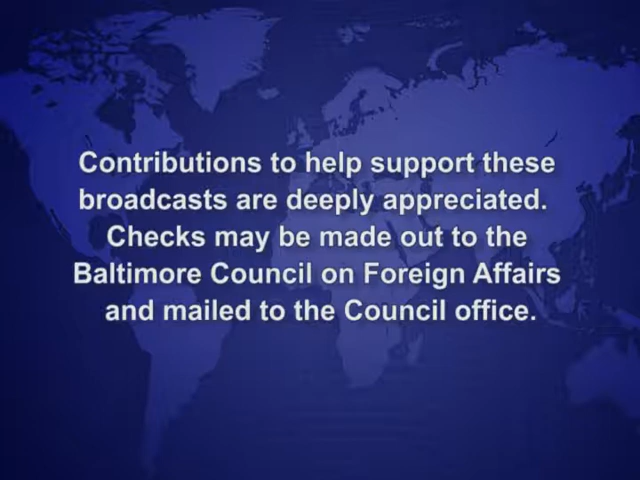 Contributions to help support these
broadcasts are deeply appreciated.
Checks may be made out to the
Baltimore Council on Foreign Affairs
and mailed to the Council office.